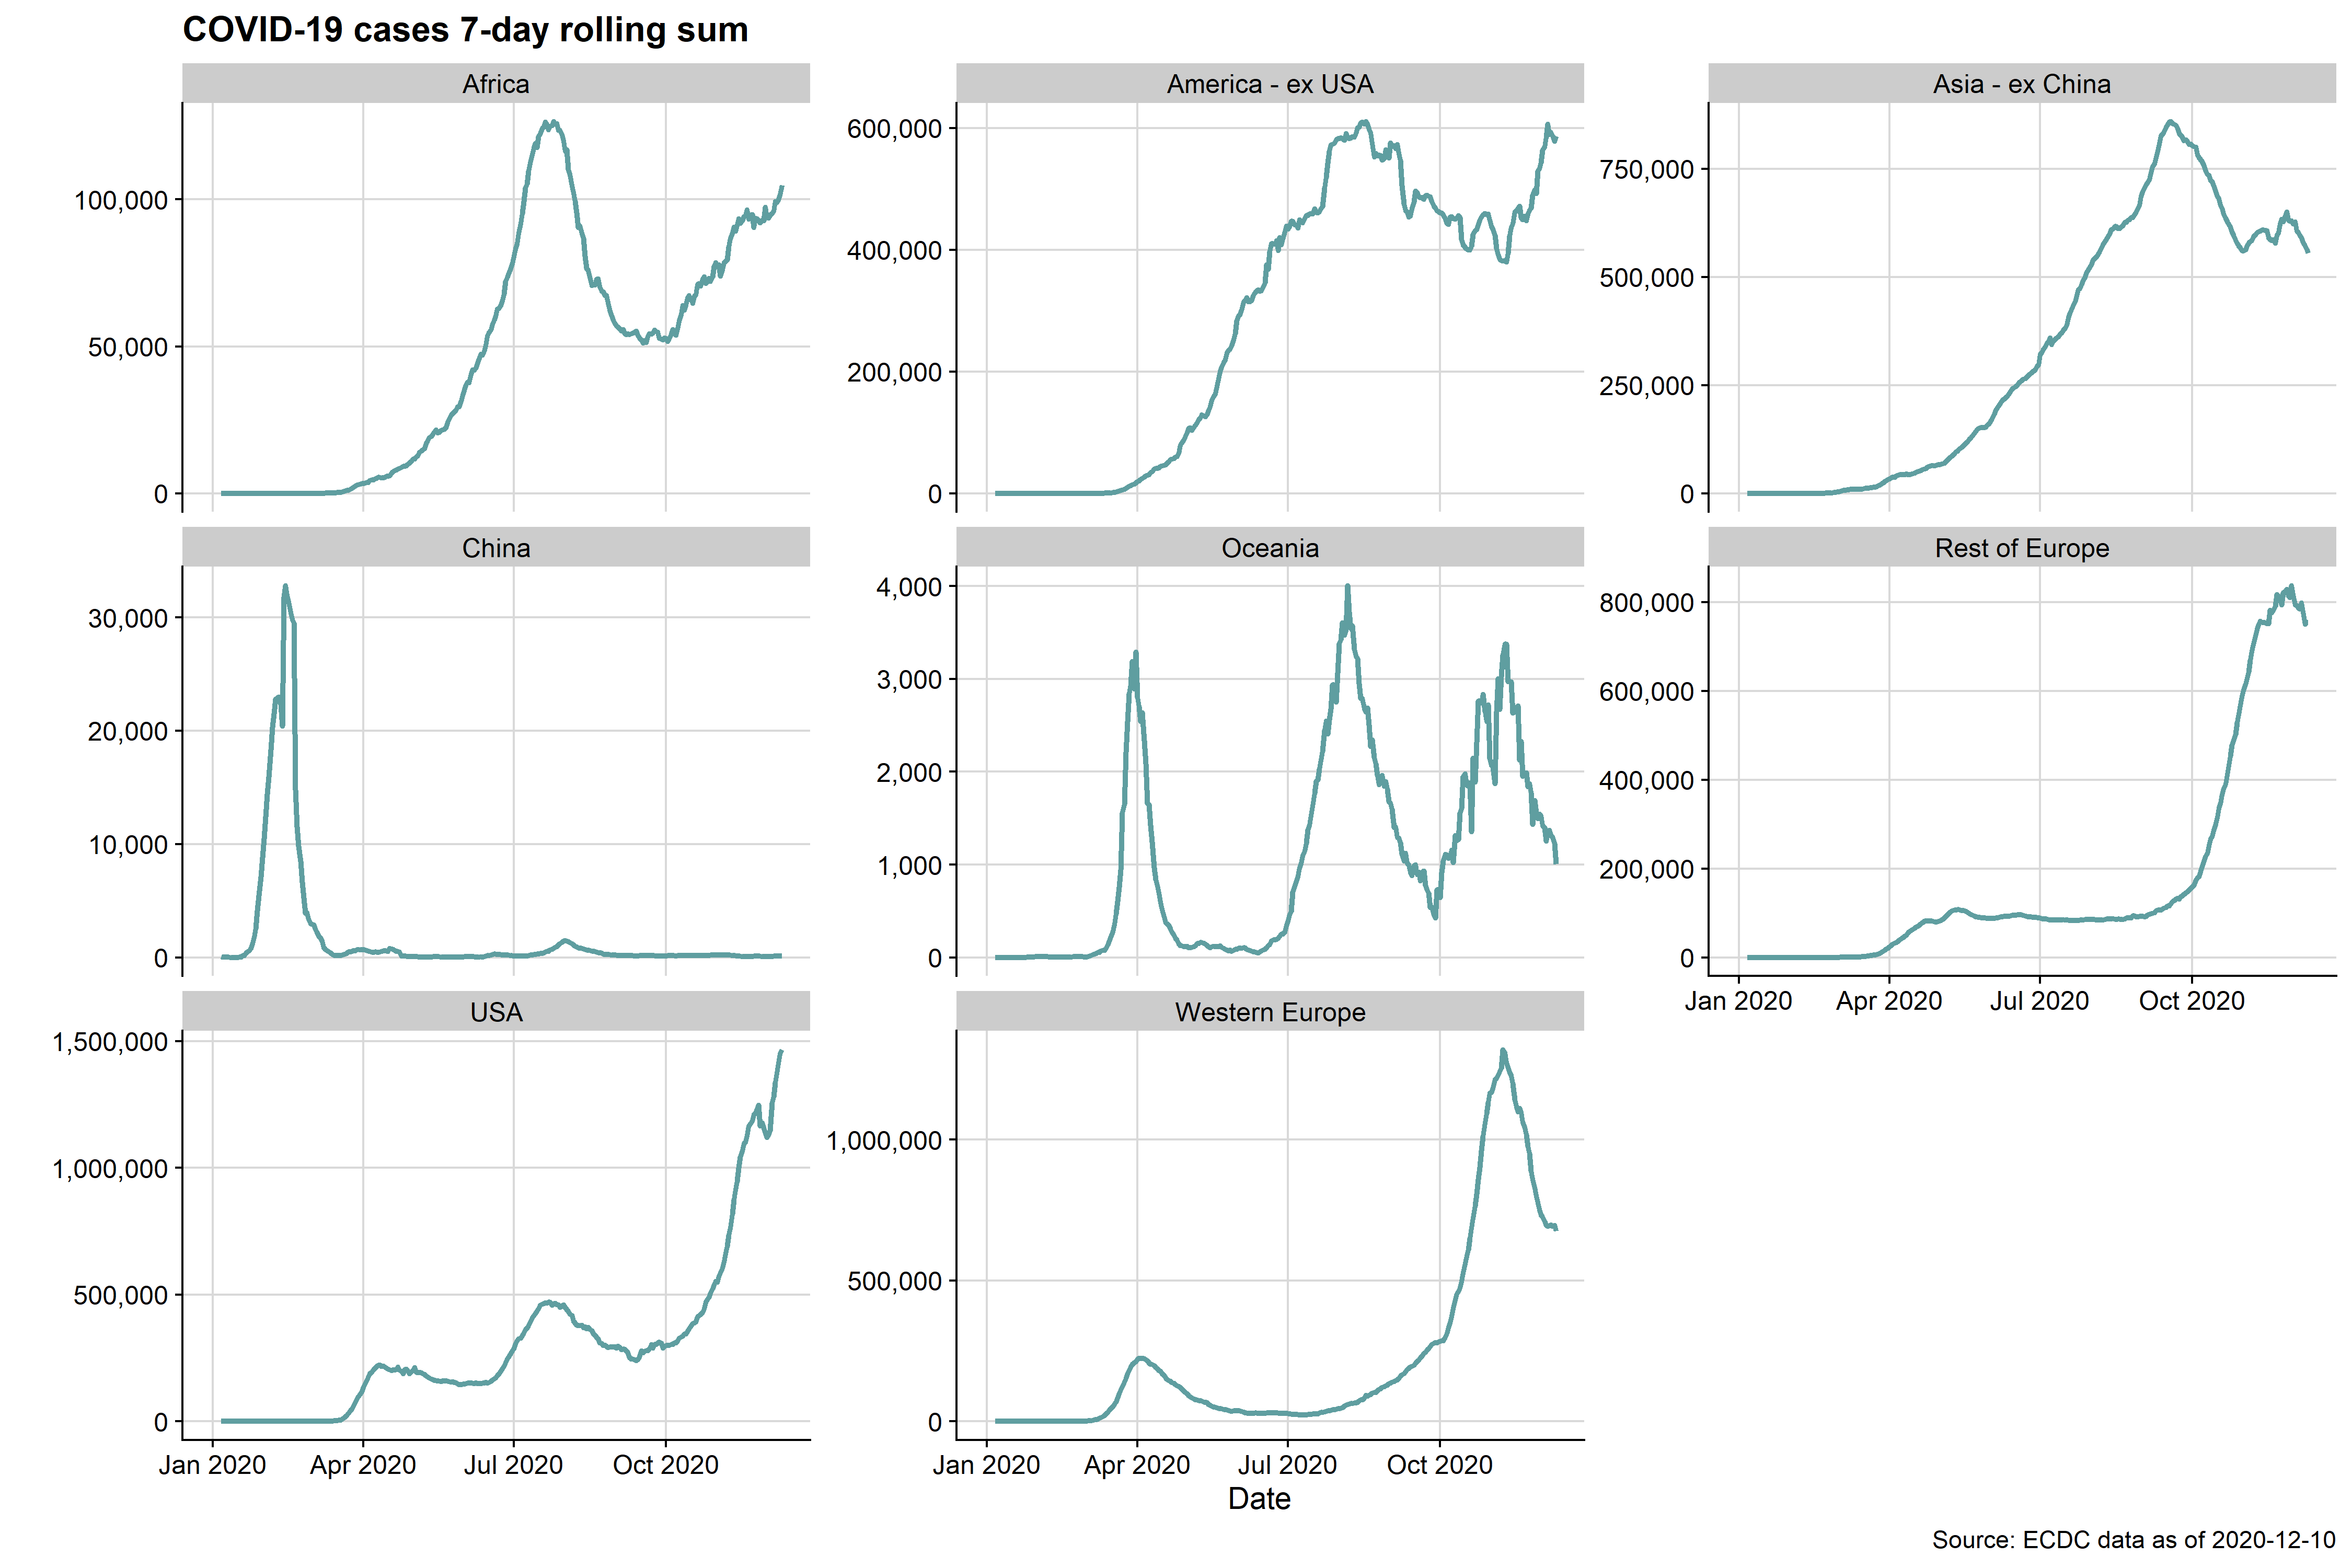 COVID-19 cases 7-day rolling sum
Africa
100,000
50,000
0
America - ex USA
600,000
400,000
200,000
0
Asia - ex China
750,000
500,000
250,000
0
China
30,000
20,000
10,000
0
Oceania
4,000
3,000
2,000
1,000
0
Rest of Europe
800,000
600,000
400,000
200,000
0
Jan 2020 Apr 2020 Jul 2020 Oct 2020
USA
1,500,000
1,000,000
500,000
0
Jan 2020 Apr 2020 Jul 2020 Oct 2020
Western Europe
1,000,000
500,000
0
Jan 2020 Apr 2020 Jul 2020 Oct 2020
Date
Source: ECDC data as of 2020-12-10